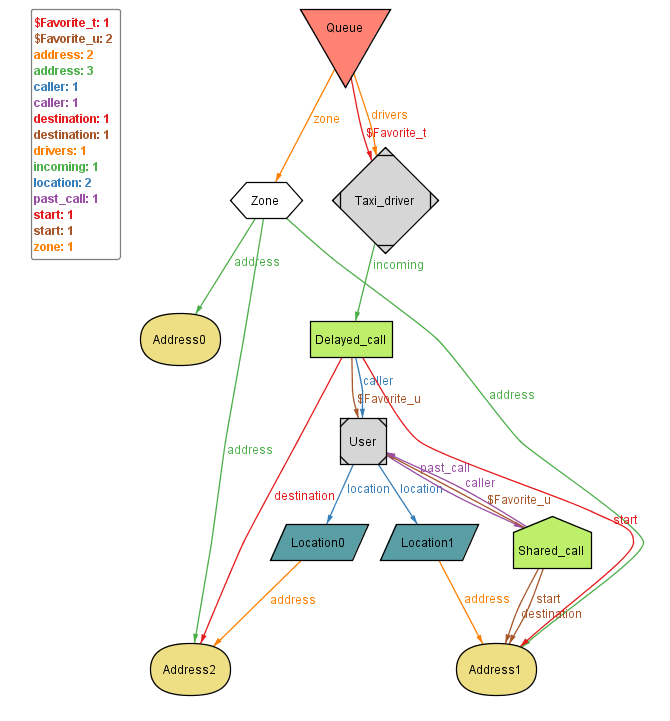 $Favorite_t: 1
$Favorite_u: 2
address: 2
address: 3
caller: 1
caller: 1
destination: 1
destination: 1
drivers: 1
incoming: 1
location: 2
past_call: 1
start: 1
start: 1
zone: 1
Queue
zone
drivers
$Favorite_t
Zone
Taxi_driver
address
incoming
Address0
Delayed_call
caller
$Favorite_u
address
address
User
past_call
caller
$Favorite_u
location
location
destination
start
Location0
Location1
Shared_call
address
address
start
destination
Address2
Address1